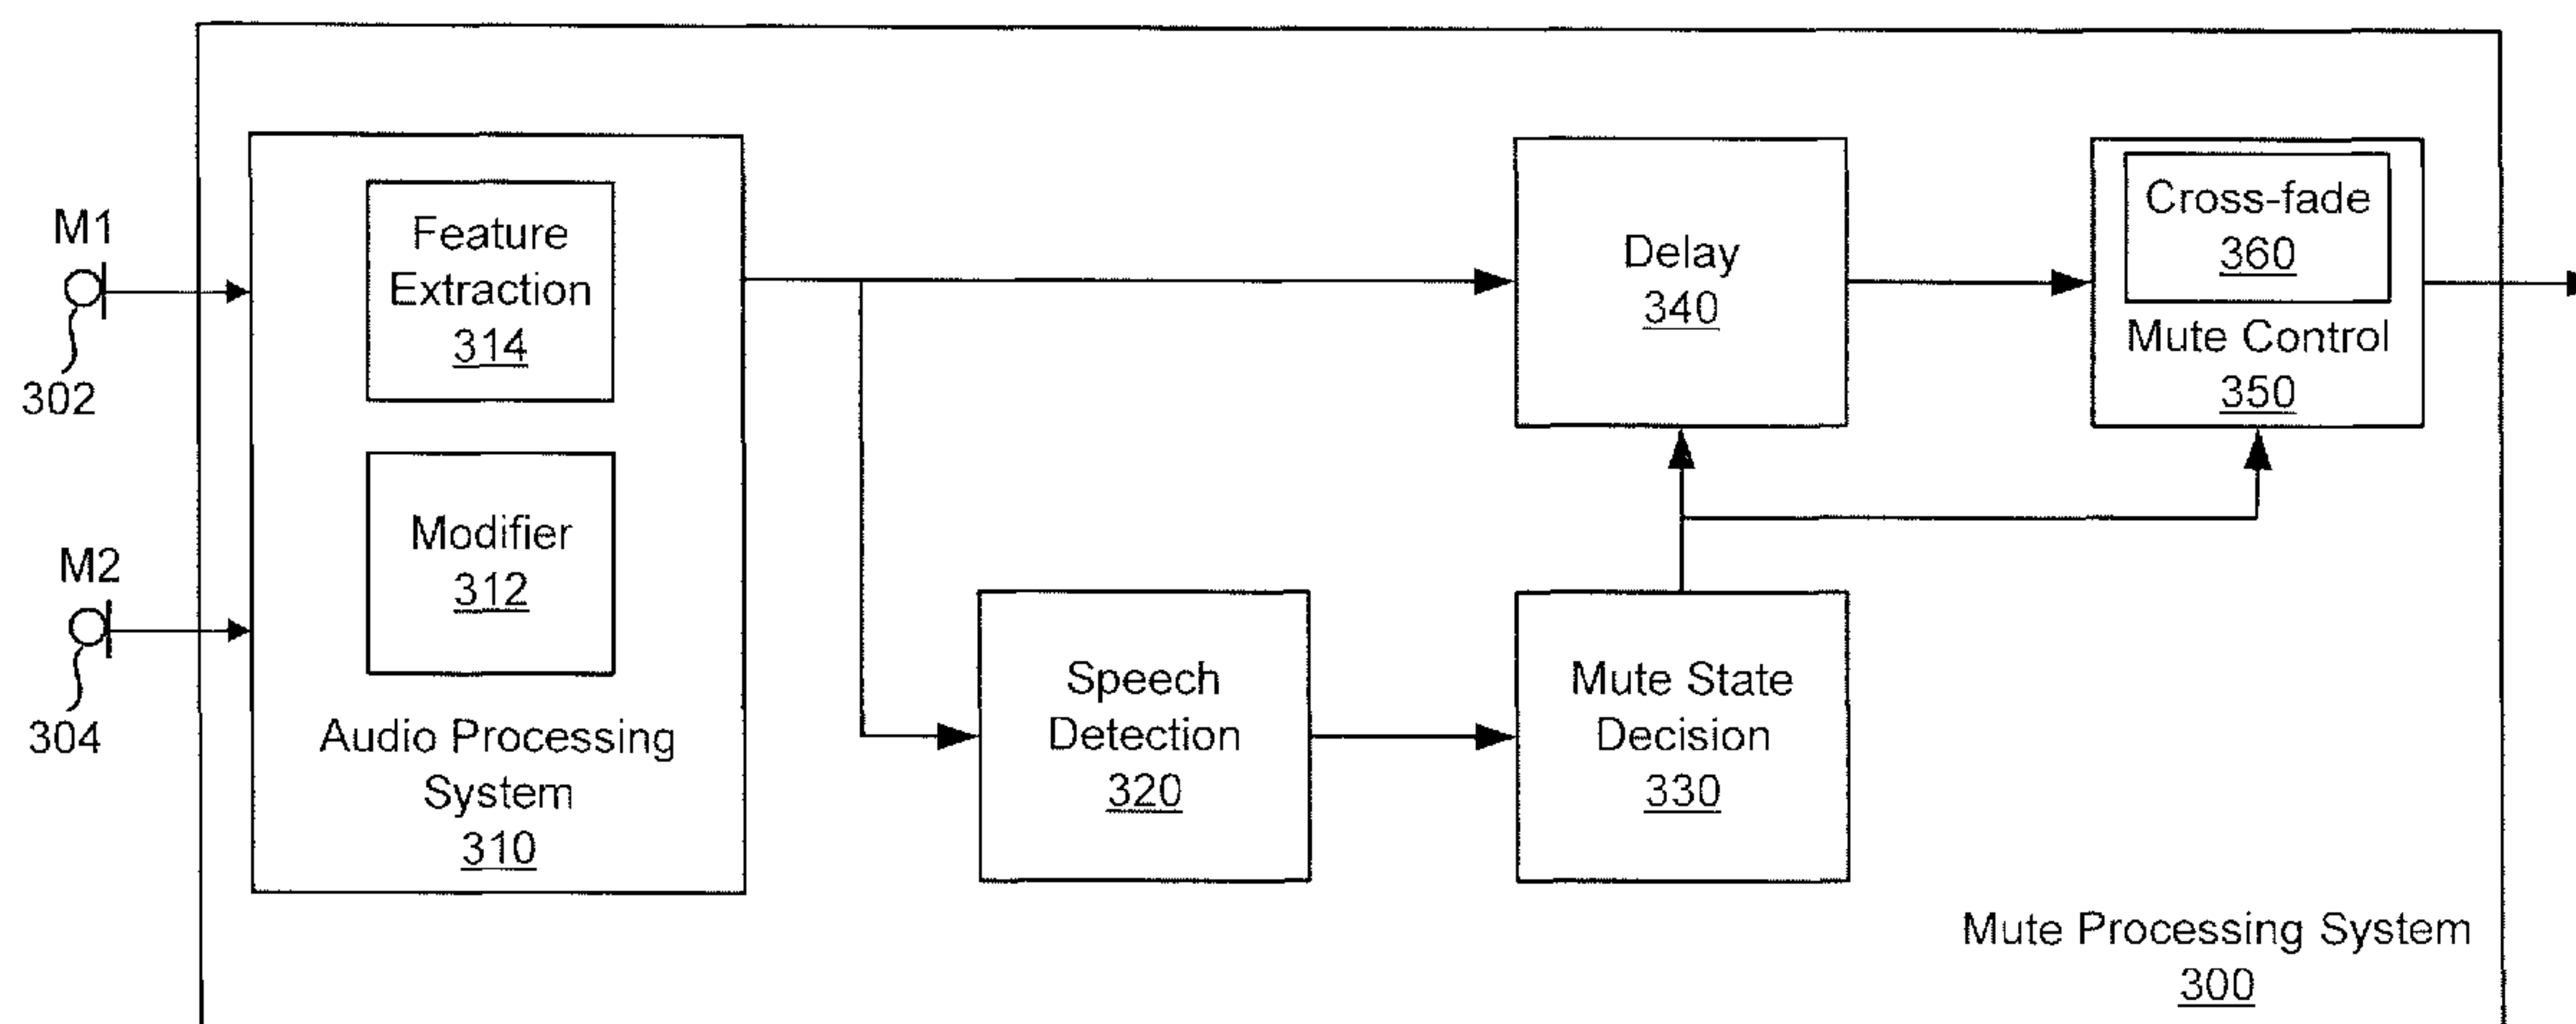 M1
302
M2
304
Feature
Extraction
314
Modifier
312
Audio Processing
System
310
Speech
Detection
320
Mute State
Decision
330
Delay
340
Cross-fade
360
Mute Control
350
Mute Processing System
300